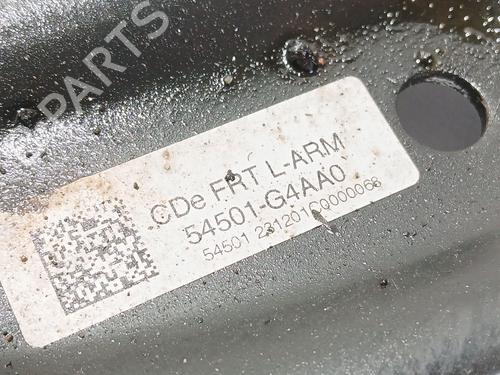 CDe FRT L-ARM
54501-G4AA0
54501 231201C0000068
B PARTS